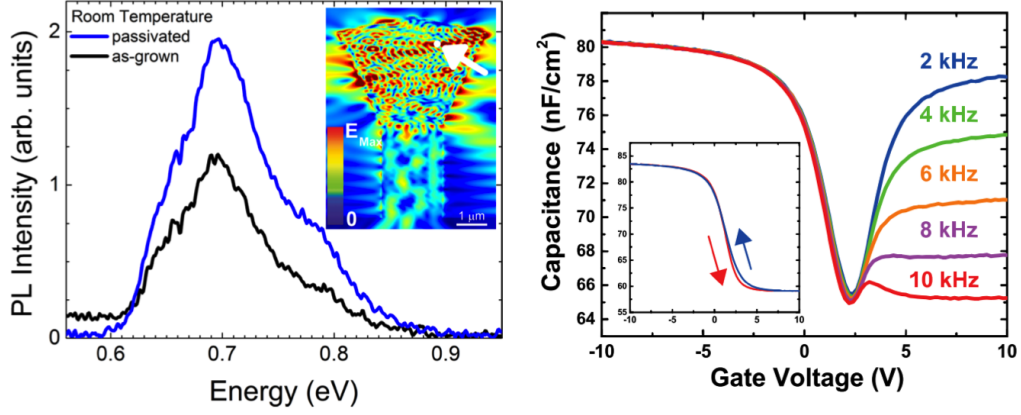 Room Temperature
passivated
as-grown
PL Intensity (arb. units)
2
1
0
0.6 0.7 0.8 0.9
Energy (eV)
E Max
0
1 µm
Capacitance (nF/cm²)
80
78
76
74
72
70
68
66
64
-10 -5 0 5 10
Gate Voltage (V)
2 kHz
4 kHz
6 kHz
8 kHz
10 kHz
85
80
75
70
65
60
55
-10 -5 0 5 10